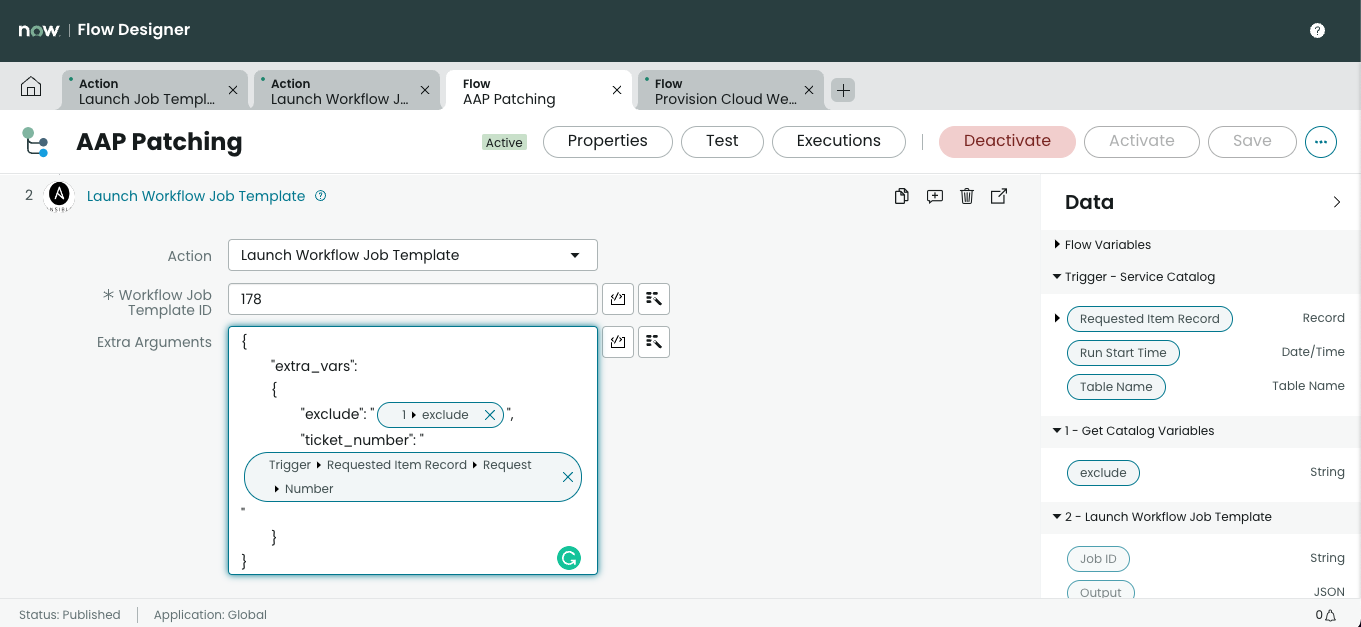 now. | Flow Designer
?
Action
Launch Job Templ...
Action
Launch Workflow J...
Flow
AAP Patching
Flow
Provision Cloud We...
AAP Patching
Active
Properties
Test
Executions
Deactivate
Activate
Save
2
Launch Workflow Job Template
Action
Launch Workflow Job Template
Workflow Job
Template ID
178
Extra Arguments
{
"extra_vars":
{
"exclude": " 1 ▸ exclude ",
"ticket_number": "
Trigger ▸ Requested Item Record ▸ Request
▸ Number
"
}
}
Data
Flow Variables
Trigger - Service Catalog
Requested Item Record Record
Run Start Time Date/Time
Table Name Table Name
1 - Get Catalog Variables
exclude String
2 - Launch Workflow Job Template
Job ID String
Output JSON
Status: Published
Application: Global
0